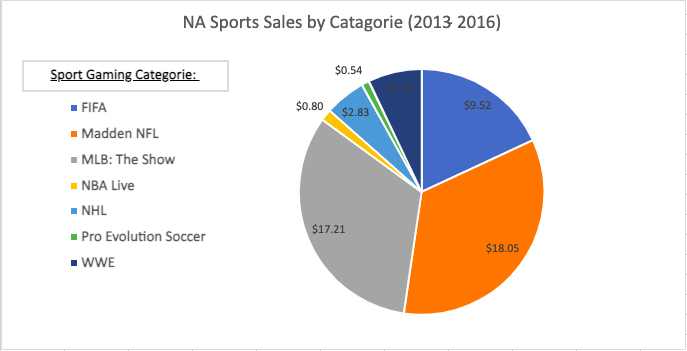 NA Sports Sales by Catagorie (2013- 2016)
Sport Gaming Categorie:
FIFA
Madden NFL
MLB: The Show
NBA Live
NHL
Pro Evolution Soccer
WWE
$0.54
$0.80
$2.83
$9.52
$17.21
$18.05